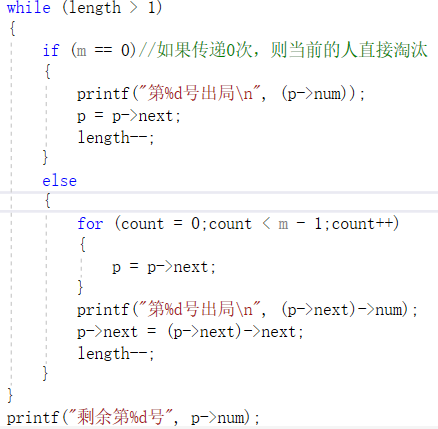 while (length > 1)
{
if (m == 0)//如果传递0次，则当前的人直接淘汰
{
printf("第%d号出局\n", (p->num));
p = p->next;
length--;
}
else
{
for (count = 0;count < m - 1;count++)
{
p = p->next;
}
printf("第%d号出局\n", (p->next)->num);
p->next = (p->next)->next;
length--;
}
}
printf("剩余第%d号", p->num);